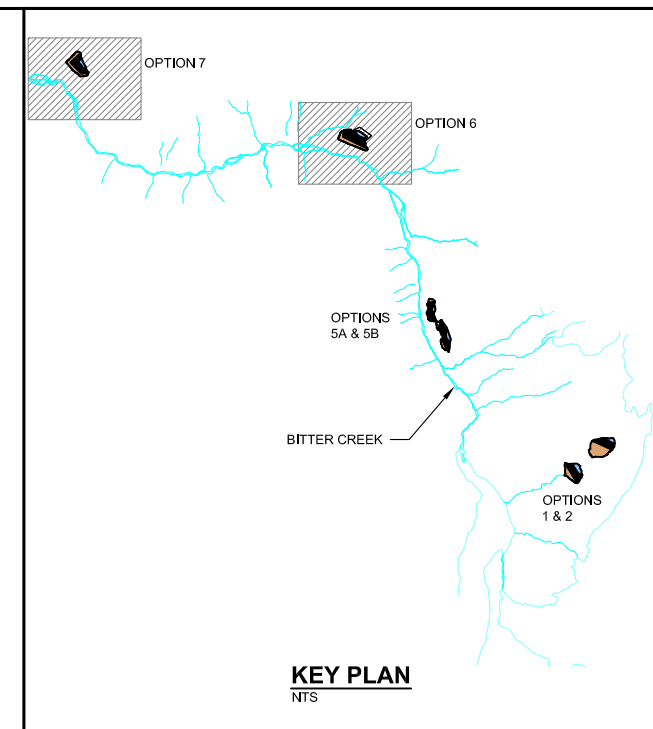 OPTION 7
OPTION 6
OPTIONS
5A & 5B
BITTER CREEK
OPTIONS
1 & 2
KEY PLAN
NTS